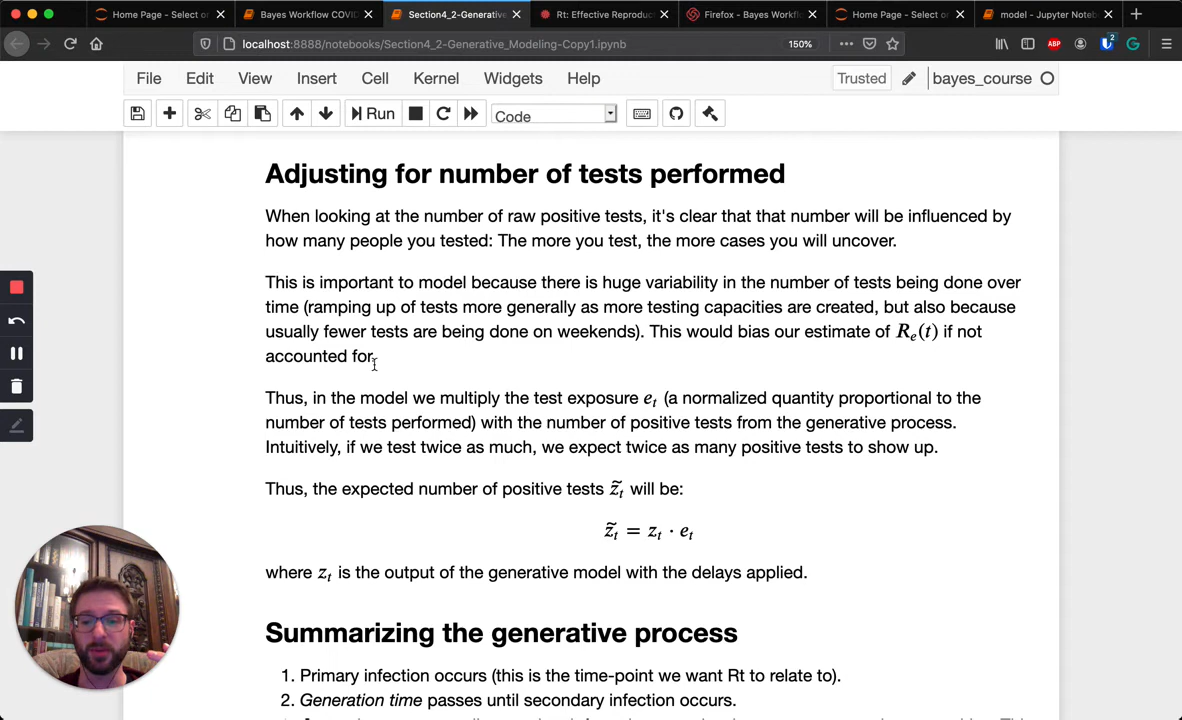 Home Page - Select or
Bayes Workflow COVI
Section4_2-Generative
Rt: Effective Reproduc
Firefox - Bayes Workfl
Home Page - Select or
model - Jupyter Noteb
localhost:8888/notebooks/Section4_2-Generative_Modeling-Copy1.ipynb
150%
ABP
2
File
Edit
View
Insert
Cell
Kernel
Widgets
Help
Trusted
bayes_course
Run
Code
Adjusting for number of tests performed
When looking at the number of raw positive tests, it's clear that that number will be influenced by
how many people you tested: The more you test, the more cases you will uncover.
This is important to model because there is huge variability in the number of tests being done over
time (ramping up of tests more generally as more testing capacities are created, but also because
usually fewer tests are being done on weekends). This would bias our estimate of Rₑ(t) if not
accounted for.
Thus, in the model we multiply the test exposure eₜ (a normalized quantity proportional to the
number of tests performed) with the number of positive tests from the generative process.
Intuitively, if we test twice as much, we expect twice as many positive tests to show up.
Thus, the expected number of positive tests z̃ₜ will be:
z̃ₜ = zₜ · eₜ
where zₜ is the output of the generative model with the delays applied.
Summarizing the generative process
1. Primary infection occurs (this is the time-point we want Rt to relate to).
2. Generation time passes until secondary infection occurs.